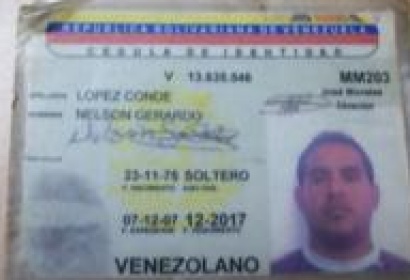 REPUBLICA BOLIVARIANA DE VENEZUELA
CEDULA DE IDENTIDAD
V 13.635.546 MM203
José Morales
Director
APELLIDOS LOPEZ CONDE
NOMBRES NELSON GERARDO
23-11-76 SOLTERO
F. NACIMIENTO EDO. CIVIL
07-12-07 12-2017
F. EXPEDICION F. VENCIMIENTO
VENEZOLANO